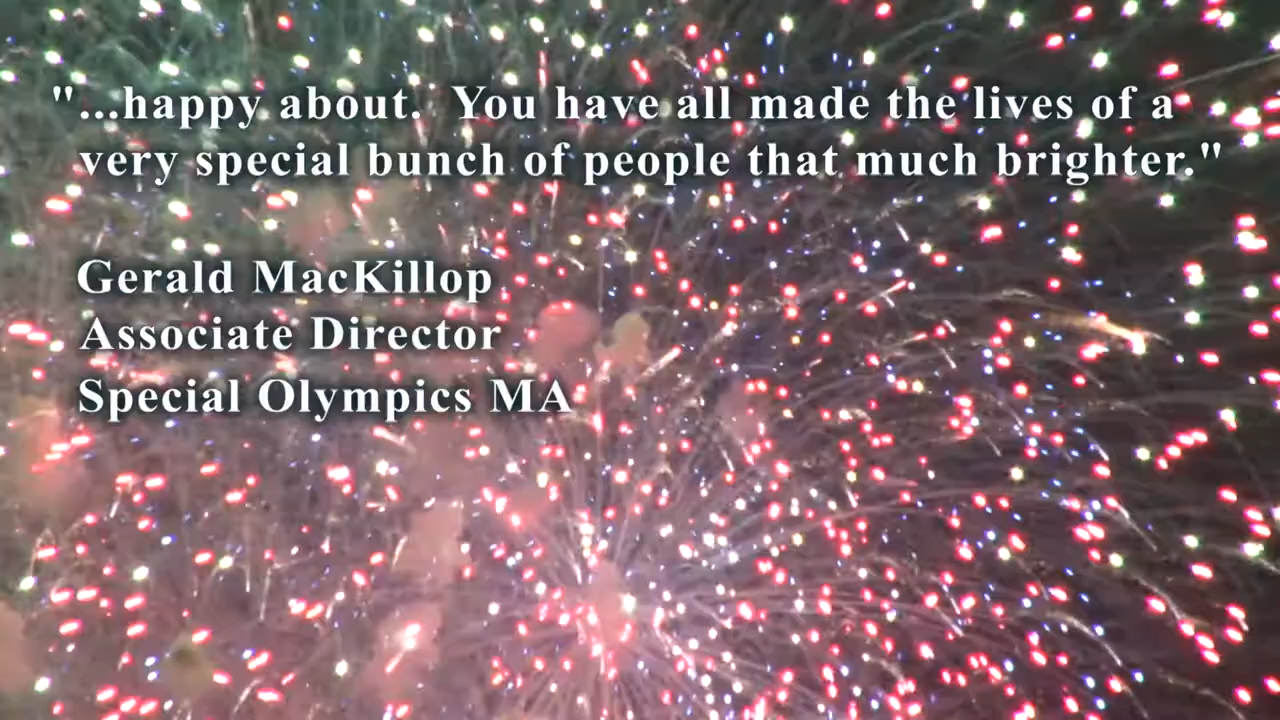 "...happy about.  You have all made the lives of a
very special bunch of people that much brighter."
Gerald MacKillop
Associate Director
Special Olympics MA